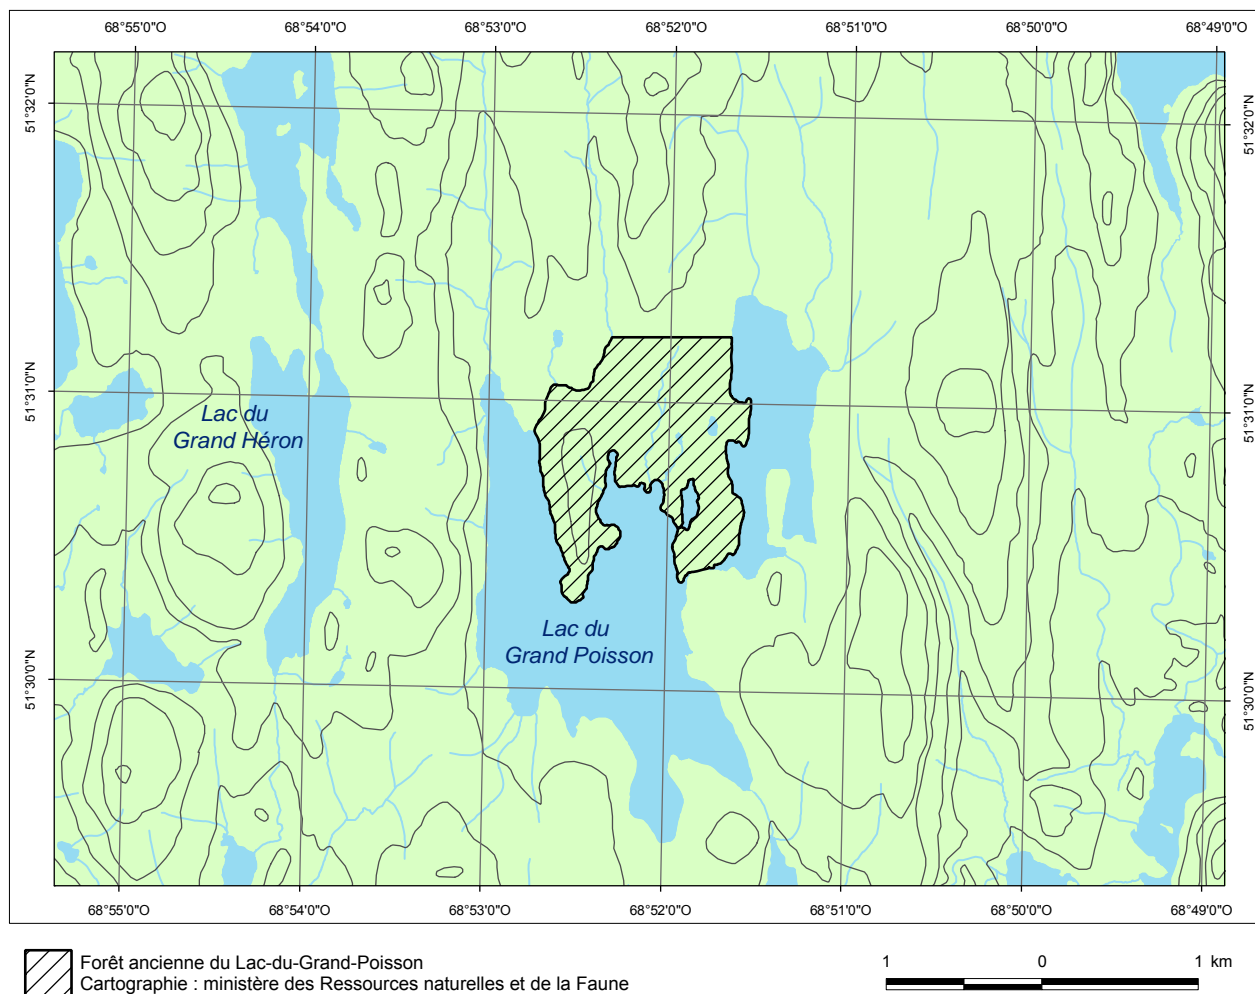 68°55'0"O 68°54'0"O 68°53'0"O 68°52'0"O 68°51'0"O 68°50'0"O 68°49'0"O
51°32'0"N
51°32'0"N
51°31'0"N
51°31'0"N
Lac du
Grand Héron
Lac du
Grand Poisson
51°30'0"N
51°30'0"N
68°55'0"O 68°54'0"O 68°53'0"O 68°52'0"O 68°51'0"O 68°50'0"O 68°49'0"O
Forêt ancienne du Lac-du-Grand-Poisson
Cartographie : ministère des Ressources naturelles et de la Faune
1 0 1 km